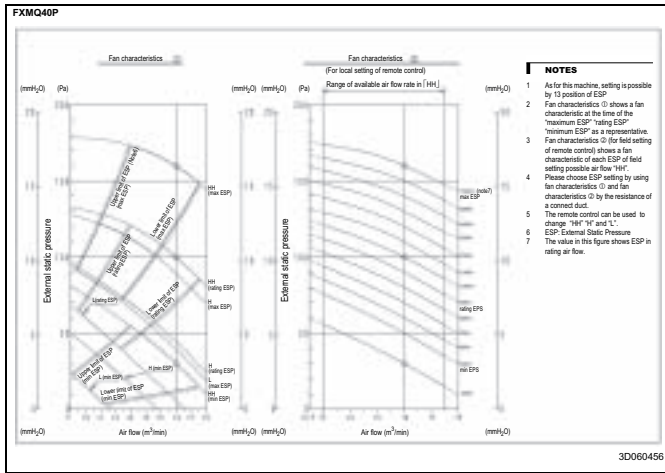 FXMQ40P
Fan characteristics
(mmH₂O) (Pa) (mmH₂O)
External static pressure
Upper limit of ESP (Note4)
(max ESP)
Lower limit of ESP
(max ESP)
Upper limit of ESP
(rating ESP)
Lower limit of ESP
(rating ESP)
L(rating ESP)
Upper limit of ESP
(min ESP)
L (min ESP)
H (min ESP)
Lower limit of ESP
(min ESP)
HH
(max ESP)
HH
(rating ESP)
H
(max ESP)
H
(rating ESP)
L
(max ESP)
HH
(min ESP)
(mmH₂O) (mmH₂O)
Air flow (m³/min)
Fan characteristics
(For local setting of remote control)
Range of available air flow rate in「HH」
(mmH₂O) (Pa) (mmH₂O)
External static pressure
(note7)
max ESP
rating EPS
min EPS
(mmH₂O) (mmH₂O)
Air flow (m³/min)
NOTES
1 As for this machine, setting is possible
by 13 position of ESP
2 Fan characteristics ① shows a fan
characteristic at the time of the
"maximum ESP" "rating ESP"
"minimum ESP" as a representative.
3 Fan characteristics ② (for field setting
of remote control) shows a fan
characteristic of each ESP of field
setting possible air flow "HH".
4 Please choose ESP setting by using
fan characteristics ① and fan
characteristics ② by the resistance of
a connect duct.
5 The remote control can be used to
change "HH" "H" and "L".
6 ESP: External Static Pressure
7 The value in this figure shows ESP in
rating air flow.
3D060456